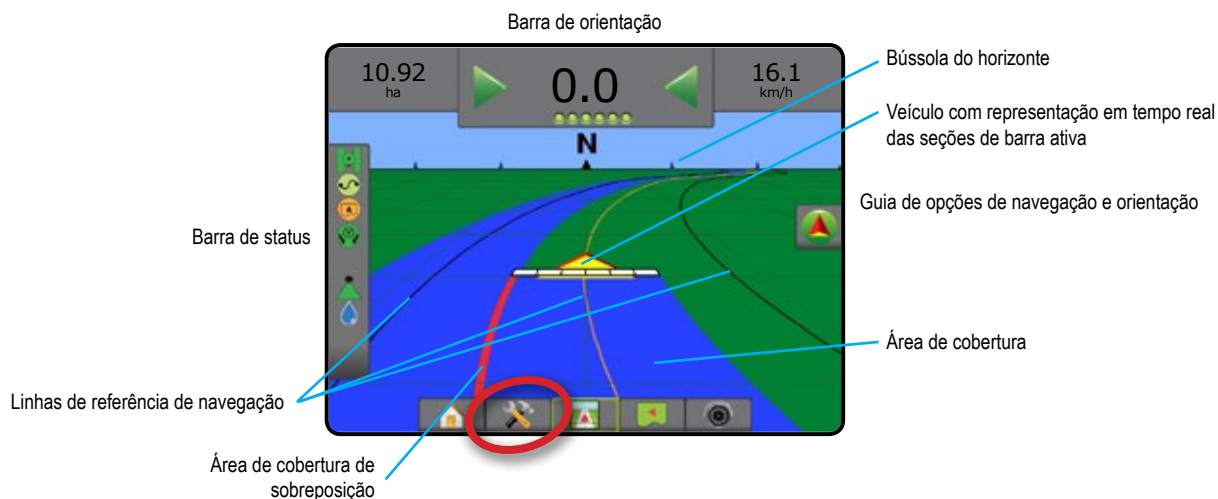 Barra de orientação
10.92
ha
0.0
16.1
km/h
N
Bússola do horizonte
Veículo com representação em tempo real
das seções de barra ativa
Guia de opções de navegação e orientação
Barra de status
Área de cobertura
Linhas de referência de navegação
Área de cobertura de
sobreposição